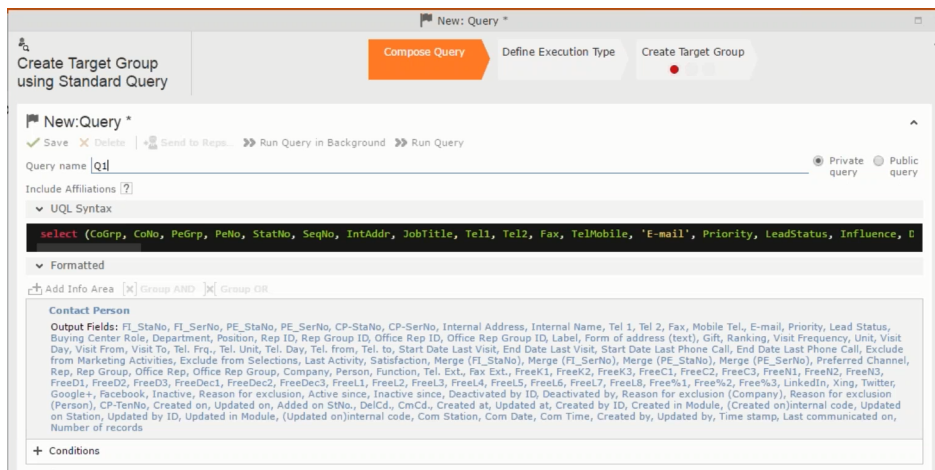 New: Query *
Create Target Group
using Standard Query
Compose Query
Define Execution Type
Create Target Group
New:Query *
Save Delete Send to Reps... Run Query in Background Run Query
Query name Q1
Private query
Public query
Include Affiliations ?
UQL Syntax
select (CoGrp, CoNo, PeGrp, PeNo, StatNo, SeqNo, IntAddr, JobTitle, Tel1, Tel2, Fax, TelMobile, 'E-mail', Priority, LeadStatus, Influence, D
Formatted
Add Info Area Group AND Group OR
Contact Person
Output Fields: FI_StaNo, FI_SerNo, PE_StaNo, PE_SerNo, CP-StaNo, CP-SerNo, Internal Address, Internal Name, Tel 1, Tel 2, Fax, Mobile Tel., E-mail, Priority, Lead Status,
Buying Center Role, Department, Position, Rep ID, Rep Group ID, Office Rep ID, Office Rep Group ID, Label, Form of address (text), Gift, Ranking, Visit Frequency, Unit, Visit
Day, Visit From, Visit To, Tel. Frq., Tel. Unit, Tel. Day, Tel. from, Tel. to, Start Date Last Visit, End Date Last Visit, Start Date Last Phone Call, End Date Last Phone Call, Exclude
from Marketing Activities, Exclude from Selections, Last Activity, Satisfaction, Merge (FI_StaNo), Merge (FI_SerNo), Merge (PE_StaNo), Merge (PE_SerNo), Preferred Channel,
Rep, Rep Group, Office Rep, Office Rep Group, Company, Person, Function, Tel. Ext., Fax Ext., FreeK1, FreeK2, FreeK3, FreeC1, FreeC2, FreeC3, FreeN1, FreeN2, FreeN3,
FreeD1, FreeD2, FreeD3, FreeDec1, FreeDec2, FreeDec3, FreeL1, FreeL2, FreeL3, FreeL4, FreeL5, FreeL6, FreeL7, FreeL8, Free%1, Free%2, Free%3, LinkedIn, Xing, Twitter,
Google+, Facebook, Inactive, Reason for exclusion, Active since, Inactive since, Deactivated by ID, Deactivated by, Reason for exclusion (Company), Reason for exclusion
(Person), CP-TenNo, Created on, Updated on, Added on StNo., DelCd., CmCd., Created at, Updated at, Created by ID, Created in Module, (Created on)internal code, Updated
on Station, Updated by ID, Updated in Module, (Updated on)internal code, Com Station, Com Date, Com Time, Created by, Updated by, Time stamp, Last communicated on,
Number of records
+ Conditions